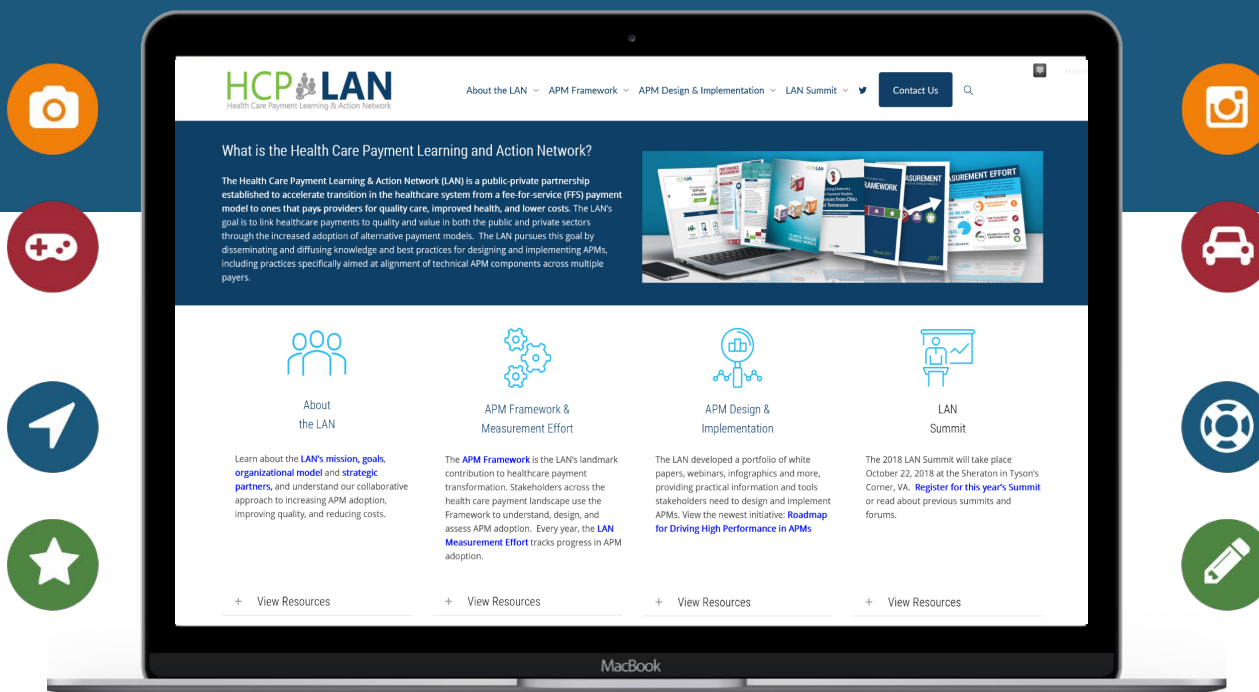 HCP LAN
Health Care Payment Learning & Action Network
About the LAN
APM Framework
APM Design & Implementation
LAN Summit
Contact Us
What is the Health Care Payment Learning and Action Network?
The Health Care Payment Learning & Action Network (LAN) is a public-private partnership
established to accelerate transition in the healthcare system from a fee-for-service (FFS) payment
model to ones that pays providers for quality care, improved health, and lower costs. The LAN's
goal is to link healthcare payments to quality and value in both the public and private sectors
through the increased adoption of alternative payment models. The LAN pursues this goal by
disseminating and diffusing knowledge and best practices for designing and implementing APMs,
including practices specifically aimed at alignment of technical APM components across multiple
payers.
FRAMEWORK
MEASUREMENT
MEASUREMENT EFFORT
2017
About
the LAN
Learn about the LAN's mission, goals,
organizational model and strategic
partners, and understand our collaborative
approach to increasing APM adoption,
improving quality, and reducing costs.
+ View Resources
APM Framework &
Measurement Effort
The APM Framework is the LAN's landmark
contribution to healthcare payment
transformation. Stakeholders across the
health care payment landscape use the
Framework to understand, design, and
assess APM adoption. Every year, the LAN
Measurement Effort tracks progress in APM
adoption.
+ View Resources
APM Design &
Implementation
The LAN developed a portfolio of white
papers, webinars, infographics and more,
providing practical information and tools
stakeholders need to design and implement
APMs. View the newest initiative: Roadmap
for Driving High Performance in APMs
+ View Resources
LAN
Summit
The 2018 LAN Summit will take place
October 22, 2018 at the Sheraton in Tyson's
Corner, VA. Register for this year's Summit
or read about previous summits and
forums.
+ View Resources
MacBook